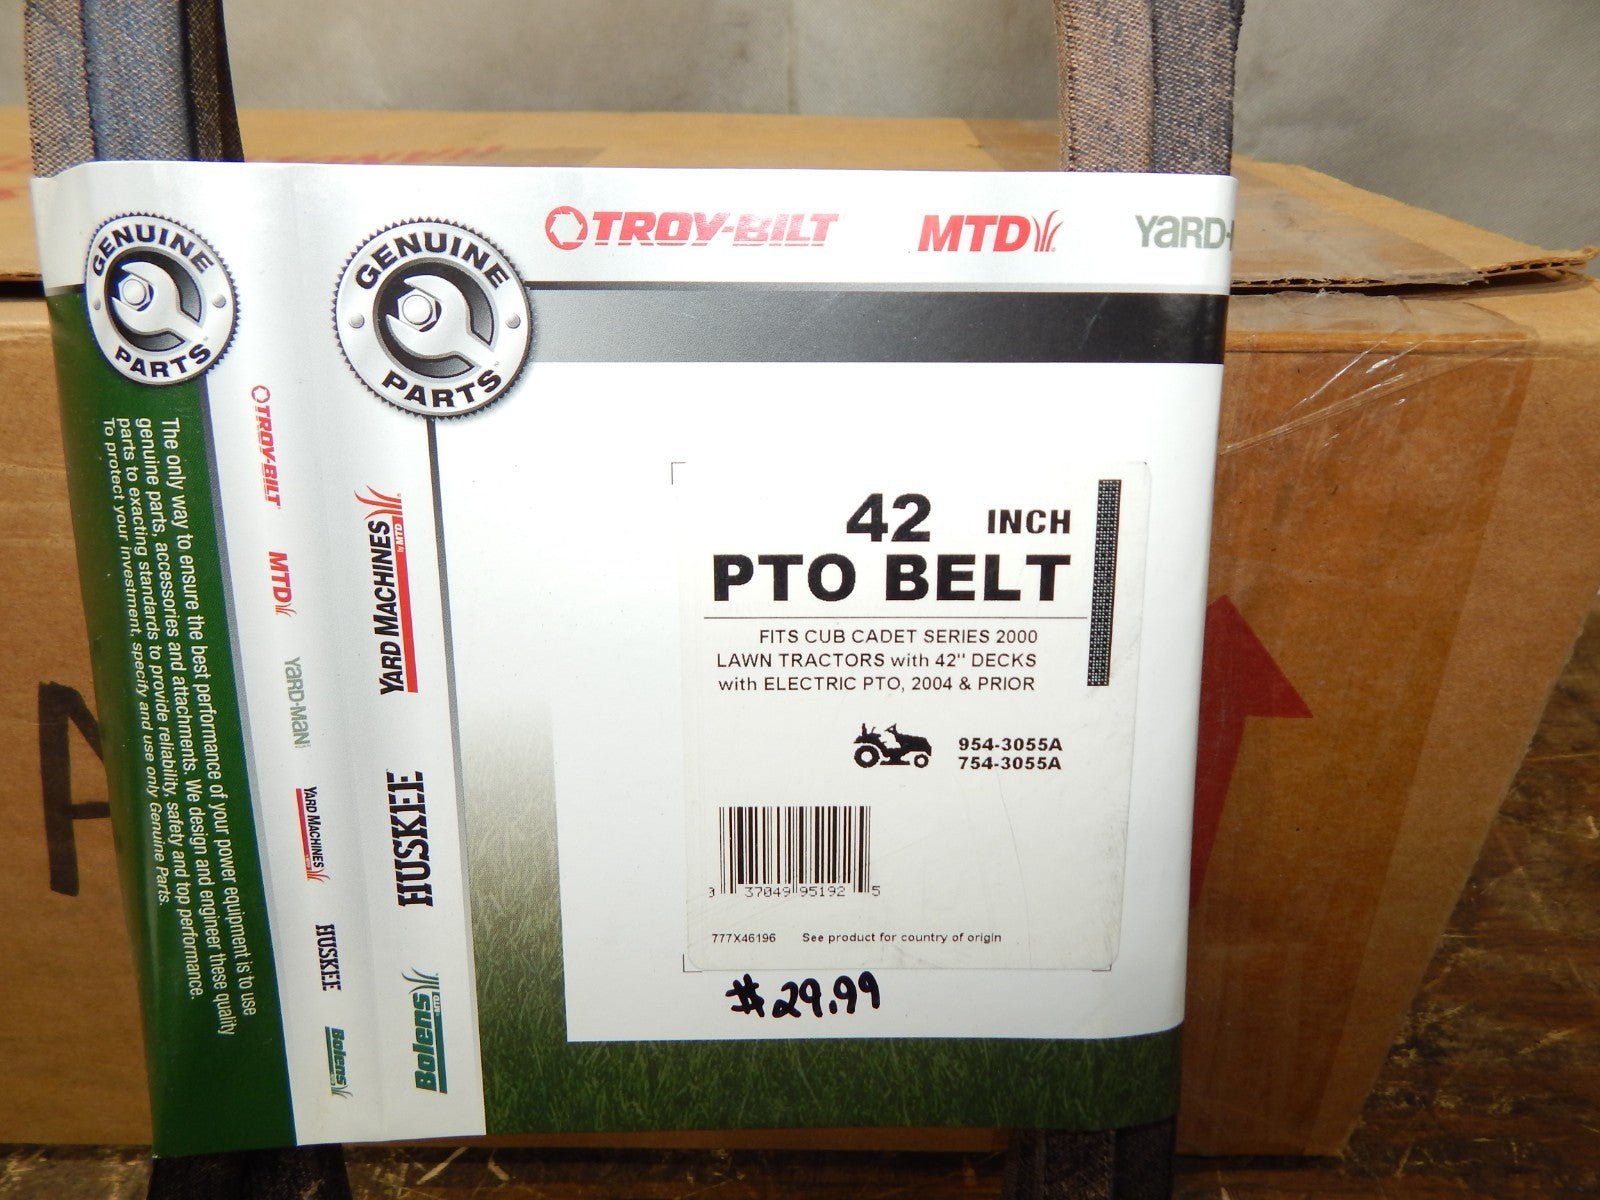 GENUINE
PARTS
GENUINE
PARTS
TROY-BILT
MTD
YARD-
42 INCH
PTO BELT
FITS CUB CADET SERIES 2000
LAWN TRACTORS with 42" DECKS
with ELECTRIC PTO, 2004 & PRIOR
954-3055A
754-3055A
3 37049 95192 5
777X46196 See product for country of origin
$29.99
YARD MACHINES
by MTD
HUSKEE
Bolens
TROY-BILT
MTD
YARD-MAN
YARD MACHINES
HUSKEE
Bolens
The only way to ensure the best performance of your power equipment is to use
genuine parts, accessories and attachments. We design and engineer these quality
parts to exacting standards to provide reliability, safety and top performance.
To protect your investment, specify and use only Genuine Parts.